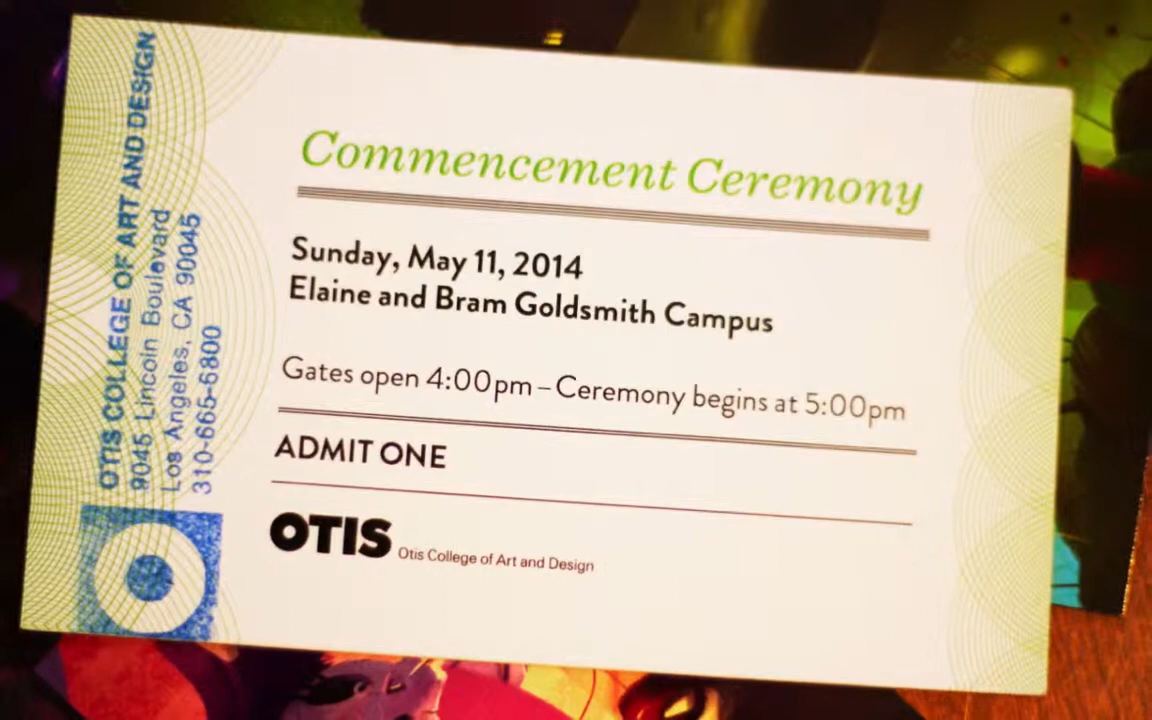 Commencement Ceremony
Sunday, May 11, 2014
Elaine and Bram Goldsmith Campus
Gates open 4:00pm – Ceremony begins at 5:00pm
ADMIT ONE
OTIS Otis College of Art and Design
OTIS COLLEGE OF ART AND DESIGN
9045 Lincoln Boulevard
Los Angeles, CA 90045
310-665-6800